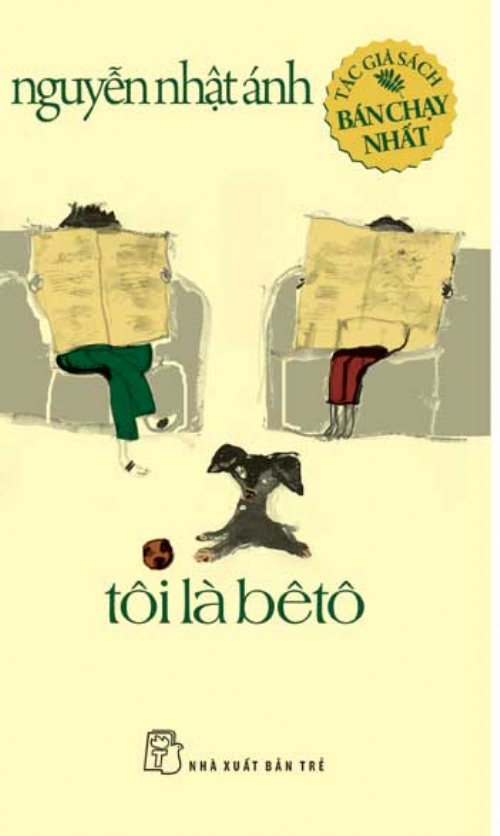 nguyễn nhật ánh
TÁC GIẢ SÁCH
BÁN CHẠY
NHẤT
tôi là bêtô
NHÀ XUẤT BẢN TRẺ